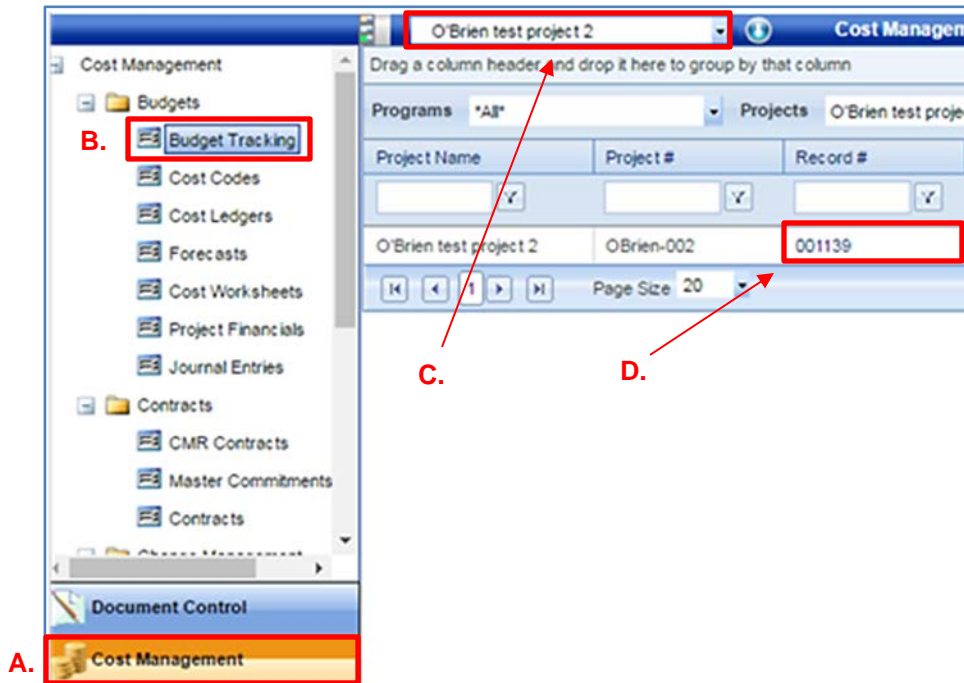 O'Brien test project 2
Cost Managem
Cost Management
Drag a column header and drop it here to group by that column
Budgets
Programs *All* Projects O'Brien test proje
B. Budget Tracking
Project Name Project # Record #
Cost Codes
Cost Ledgers
Forecasts
O'Brien test project 2 OBrien-002 001139
Cost Worksheets
1 Page Size 20
Project Financials
Journal Entries
C. D.
Contracts
CMR Contracts
Master Commitments
Contracts
Change Management
Document Control
A. Cost Management